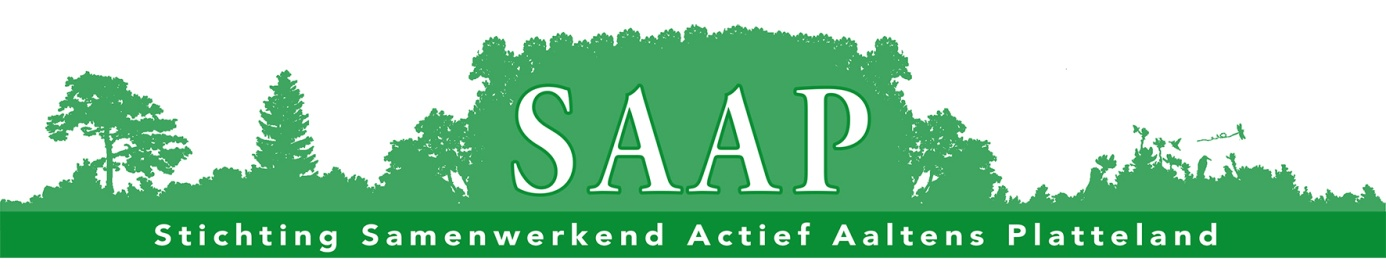 SAAP
Stichting Samenwerkend Actief Aaltens Platteland